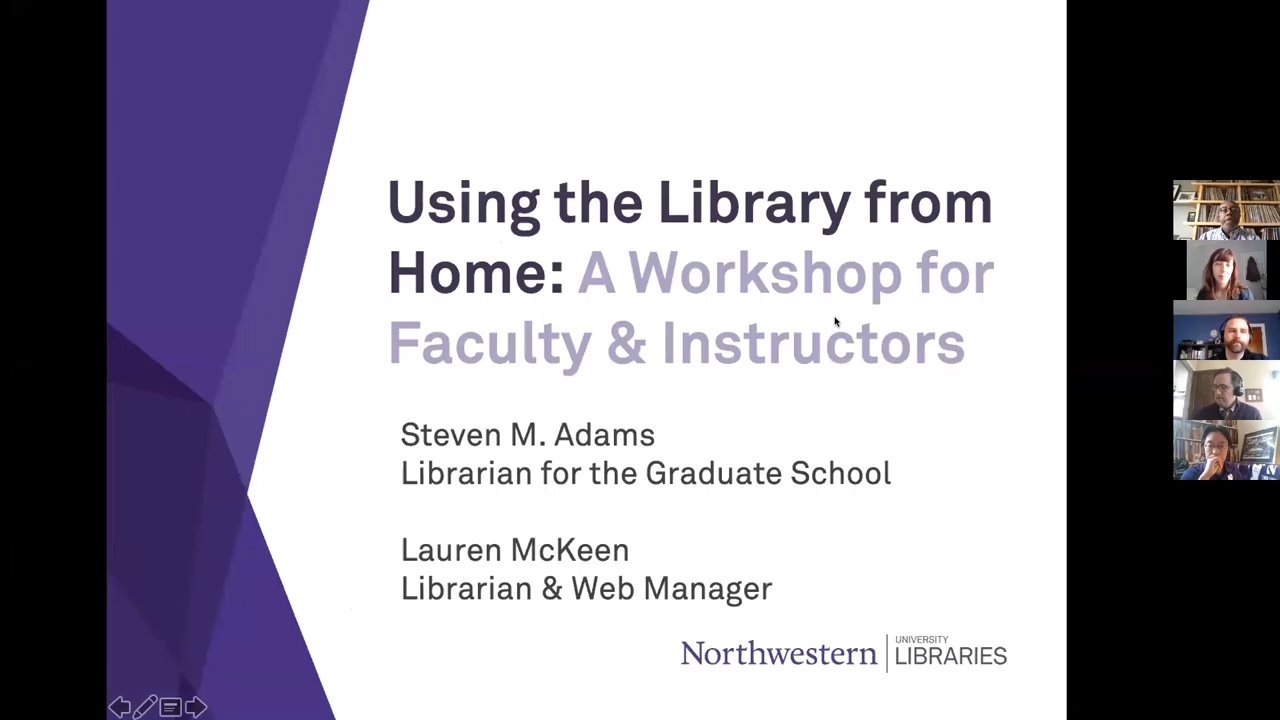 Using the Library from
Home: A Workshop for
Faculty & Instructors
Steven M. Adams
Librarian for the Graduate School
Lauren McKeen
Librarian & Web Manager
Northwestern | UNIVERSITY LIBRARIES